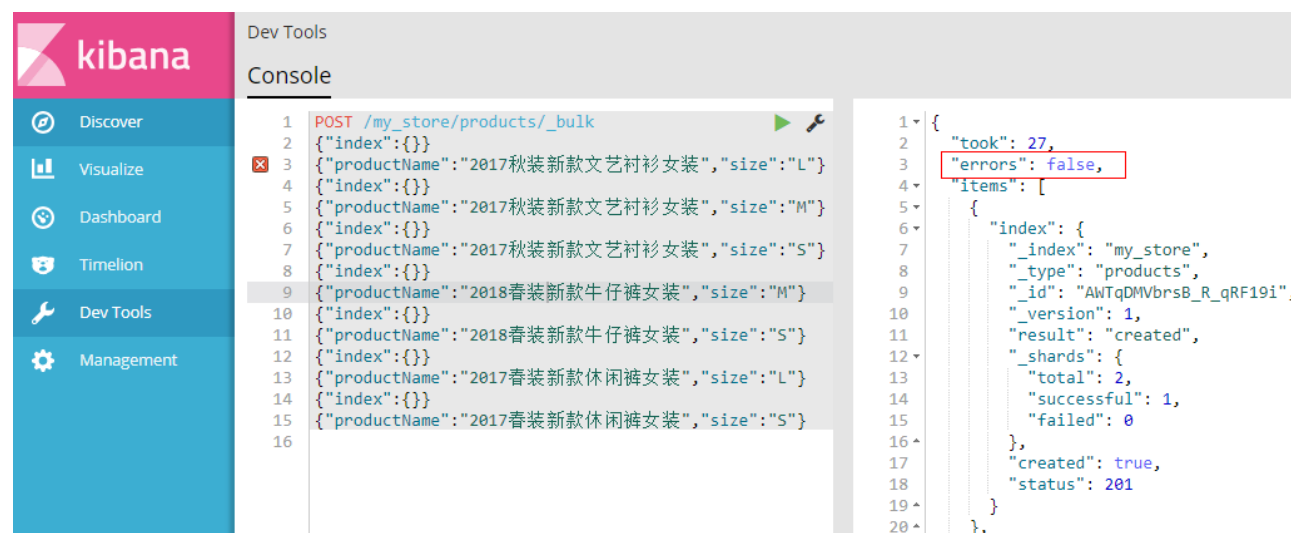 kibana
Discover
Visualize
Dashboard
Timelion
Dev Tools
Management
Dev Tools
Console
1 POST /my_store/products/_bulk
2 {"index":{}}
3 {"productName":"2017秋装新款文艺衬衫女装","size":"L"}
4 {"index":{}}
5 {"productName":"2017秋装新款文艺衬衫女装","size":"M"}
6 {"index":{}}
7 {"productName":"2017秋装新款文艺衬衫女装","size":"S"}
8 {"index":{}}
9 {"productName":"2018春装新款牛仔裤女装","size":"M"}
10 {"index":{}}
11 {"productName":"2018春装新款牛仔裤女装","size":"S"}
12 {"index":{}}
13 {"productName":"2017春装新款休闲裤女装","size":"L"}
14 {"index":{}}
15 {"productName":"2017春装新款休闲裤女装","size":"S"}
16
1 {
2 "took": 27,
3 "errors": false,
4 "items": [
5 {
6 "index": {
7 "_index": "my_store",
8 "_type": "products",
9 "_id": "AWTqDMVbrsB_R_qRF19i",
10 "_version": 1,
11 "result": "created",
12 "_shards": {
13 "total": 2,
14 "successful": 1,
15 "failed": 0
16 },
17 "created": true,
18 "status": 201
19 }
20 },